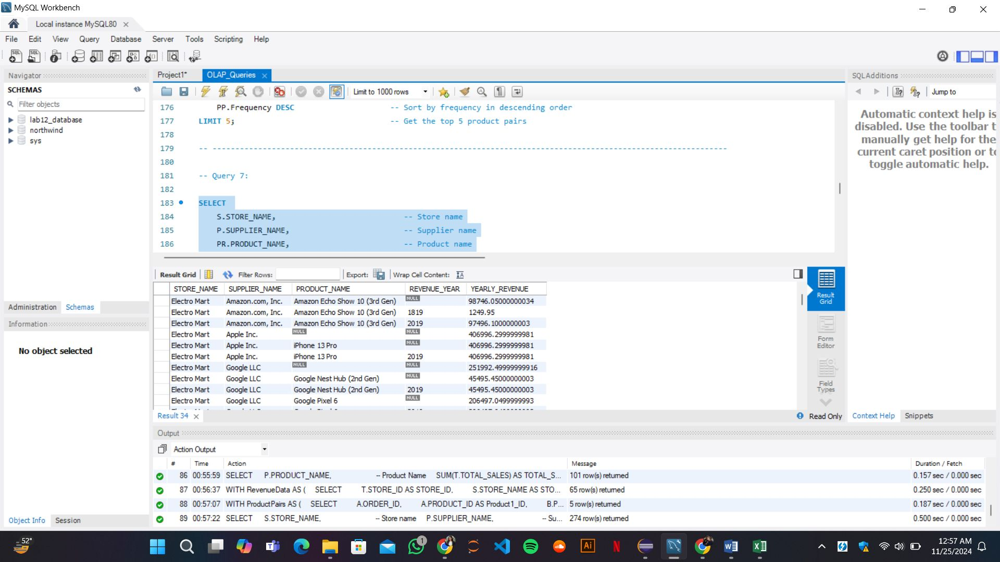 MySQL Workbench
Local instance MySQL80
File Edit View Query Database Server Tools Scripting Help
Navigator
SCHEMAS
Filter objects
lab12_database
northwind
sys
Administration Schemas
Information
No object selected
Object Info Session
Project1* OLAP_Queries
Limit to 1000 rows
176 PP.Frequency DESC -- Sort by frequency in descending order
177 LIMIT 5; -- Get the top 5 product pairs
178
179 -- ------------------------------------------------------------------------------------------------------------------
180
181 -- Query 7:
182
183 SELECT
184 S.STORE_NAME, -- Store name
185 P.SUPPLIER_NAME, -- Supplier name
186 PR.PRODUCT_NAME, -- Product name
Result Grid Filter Rows: Export: Wrap Cell Content:
STORE_NAME SUPPLIER_NAME PRODUCT_NAME REVENUE_YEAR YEARLY_REVENUE
Electro Mart Amazon.com, Inc. Amazon Echo Show 10 (3rd Gen) NULL 98746.05000000034
Electro Mart Amazon.com, Inc. Amazon Echo Show 10 (3rd Gen) 1819 1249.95
Electro Mart Amazon.com, Inc. Amazon Echo Show 10 (3rd Gen) 2019 97496.1000000003
Electro Mart Apple Inc. NULL NULL 406996.2999999981
Electro Mart Apple Inc. iPhone 13 Pro NULL 406996.2999999981
Electro Mart Apple Inc. iPhone 13 Pro 2019 406996.2999999981
Electro Mart Google LLC NULL NULL 251992.49999999916
Electro Mart Google LLC Google Nest Hub (2nd Gen) NULL 45495.45000000003
Electro Mart Google LLC Google Nest Hub (2nd Gen) 2019 45495.45000000003
Electro Mart Google LLC Google Pixel 6 NULL 206497.0499999993
Result Grid
Form Editor
Field Types
Result 34
Read Only
SQLAdditions
Jump to
Automatic context help is
disabled. Use the toolbar t
manually get help for the
current caret position or to
toggle automatic help.
Context Help Snippets
Output
Action Output
# Time Action Message Duration / Fetch
86 00:55:59 SELECT P.PRODUCT_NAME, -- Product Name SUM(T.TOTAL_SALES) AS TOTAL_S... 101 row(s) returned 0.157 sec / 0.000 sec
87 00:56:37 WITH RevenueData AS ( SELECT T.STORE_ID AS STORE_ID, S.STORE_NAME AS STO... 65 row(s) returned 0.250 sec / 0.000 sec
88 00:57:07 WITH ProductPairs AS ( SELECT A.ORDER_ID, A.PRODUCT_ID AS Product1_ID, B.P... 5 row(s) returned 0.187 sec / 0.000 sec
89 00:57:22 SELECT S.STORE_NAME, -- Store name P.SUPPLIER_NAME, -- Su... 274 row(s) returned 0.500 sec / 0.000 sec
52°
1
Ai
12:57 AM
11/25/2024